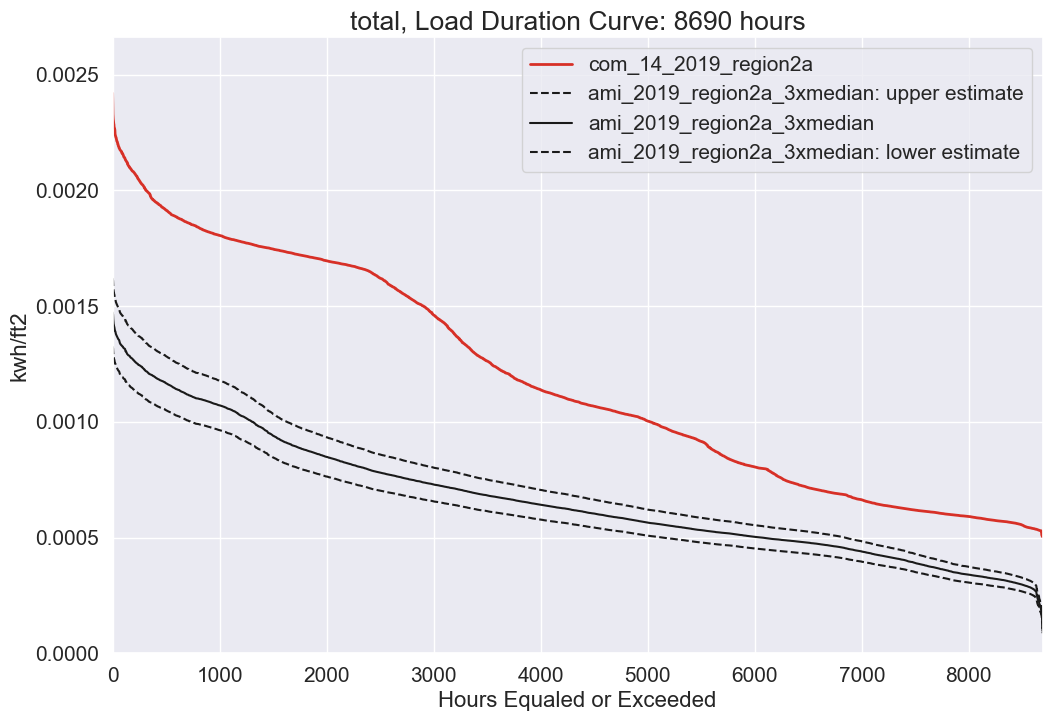 total, Load Duration Curve: 8690 hours
com_14_2019_region2a
ami_2019_region2a_3xmedian: upper estimate
ami_2019_region2a_3xmedian
ami_2019_region2a_3xmedian: lower estimate
0.0025
0.0020
0.0015
0.0010
0.0005
0.0000
kwh/ft2
0 1000 2000 3000 4000 5000 6000 7000 8000
Hours Equaled or Exceeded